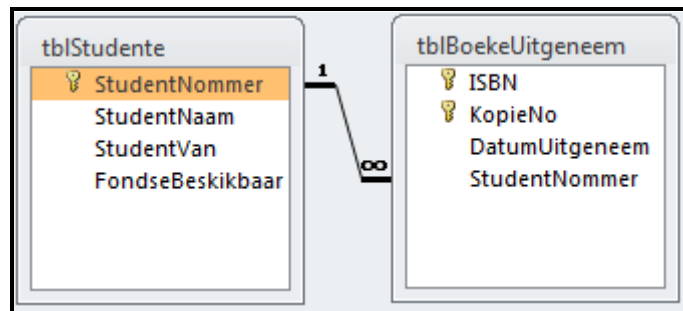 tblStudente
StudentNommer
StudentNaam
StudentVan
FondseBeskikbaar
1
∞
tblBoekeUitgeneem
ISBN
KopieNo
DatumUitgeneem
StudentNommer